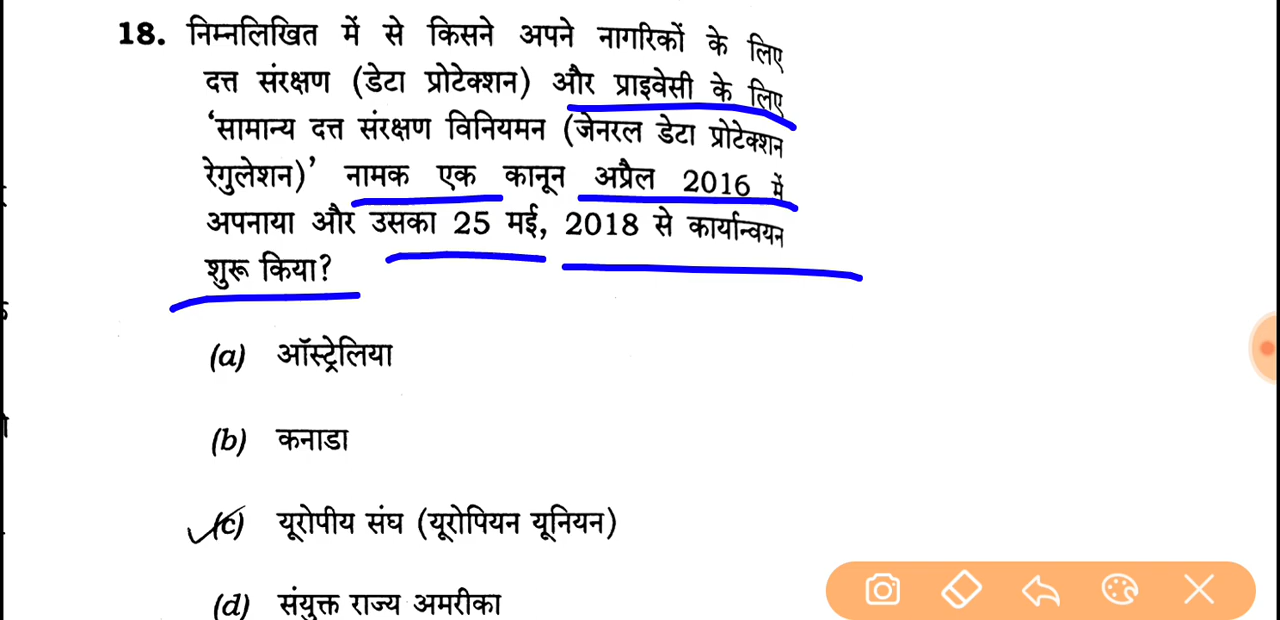 18. निम्नलिखित में से किसने अपने नागरिकों के लिए
दत्त संरक्षण (डेटा प्रोटेक्शन) और प्राइवेसी के लिए
‘सामान्य दत्त संरक्षण विनियमन (जेनरल डेटा प्रोटेक्शन
रेगुलेशन)’ नामक एक कानून अप्रैल 2016 में
अपनाया और उसका 25 मई, 2018 से कार्यान्वयन
शुरू किया?
(a) ऑस्ट्रेलिया
(b) कनाडा
(c) यूरोपीय संघ (यूरोपियन यूनियन)
(d) संयुक्त राज्य अमरीका